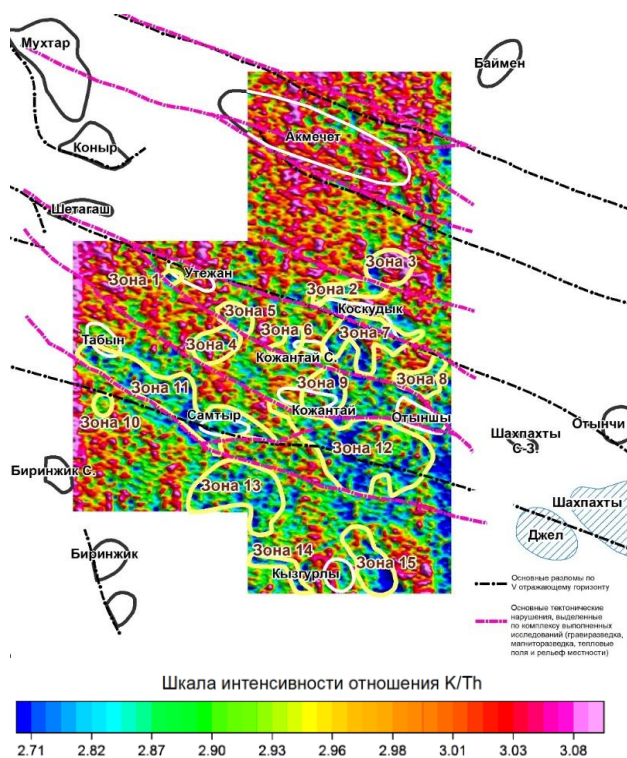 Мухтар
Баймен
Коныр
Акмечет
Шетагаш
Зона 1
Утежан
Зона 3
Зона 2
Коскудык
Зона 5
Зона 6
Зона 7
Табын
Зона 4
Кожантай С.
Зона 8
Зона 11
Зона 9
Зона 10
Самтыр
Кожантай
Отыншы
Отынчи
Зона 12
Шахпахты
С-З.
Биринжик С.
Зона 13
Шахпахты
Джел
Биринжик
Зона 14
Кызгурлы
Зона 15
Основные разломы по
V отражающему горизонту
Основные тектонические
нарушения, выделенные
по комплексу выполненных
исследований (гравиразведка,
магниторазведка, тепловые
поля и рельеф местности)
Шкала интенсивности отношения K/Th
2.71 2.82 2.87 2.90 2.93 2.96 2.98 3.01 3.03 3.08